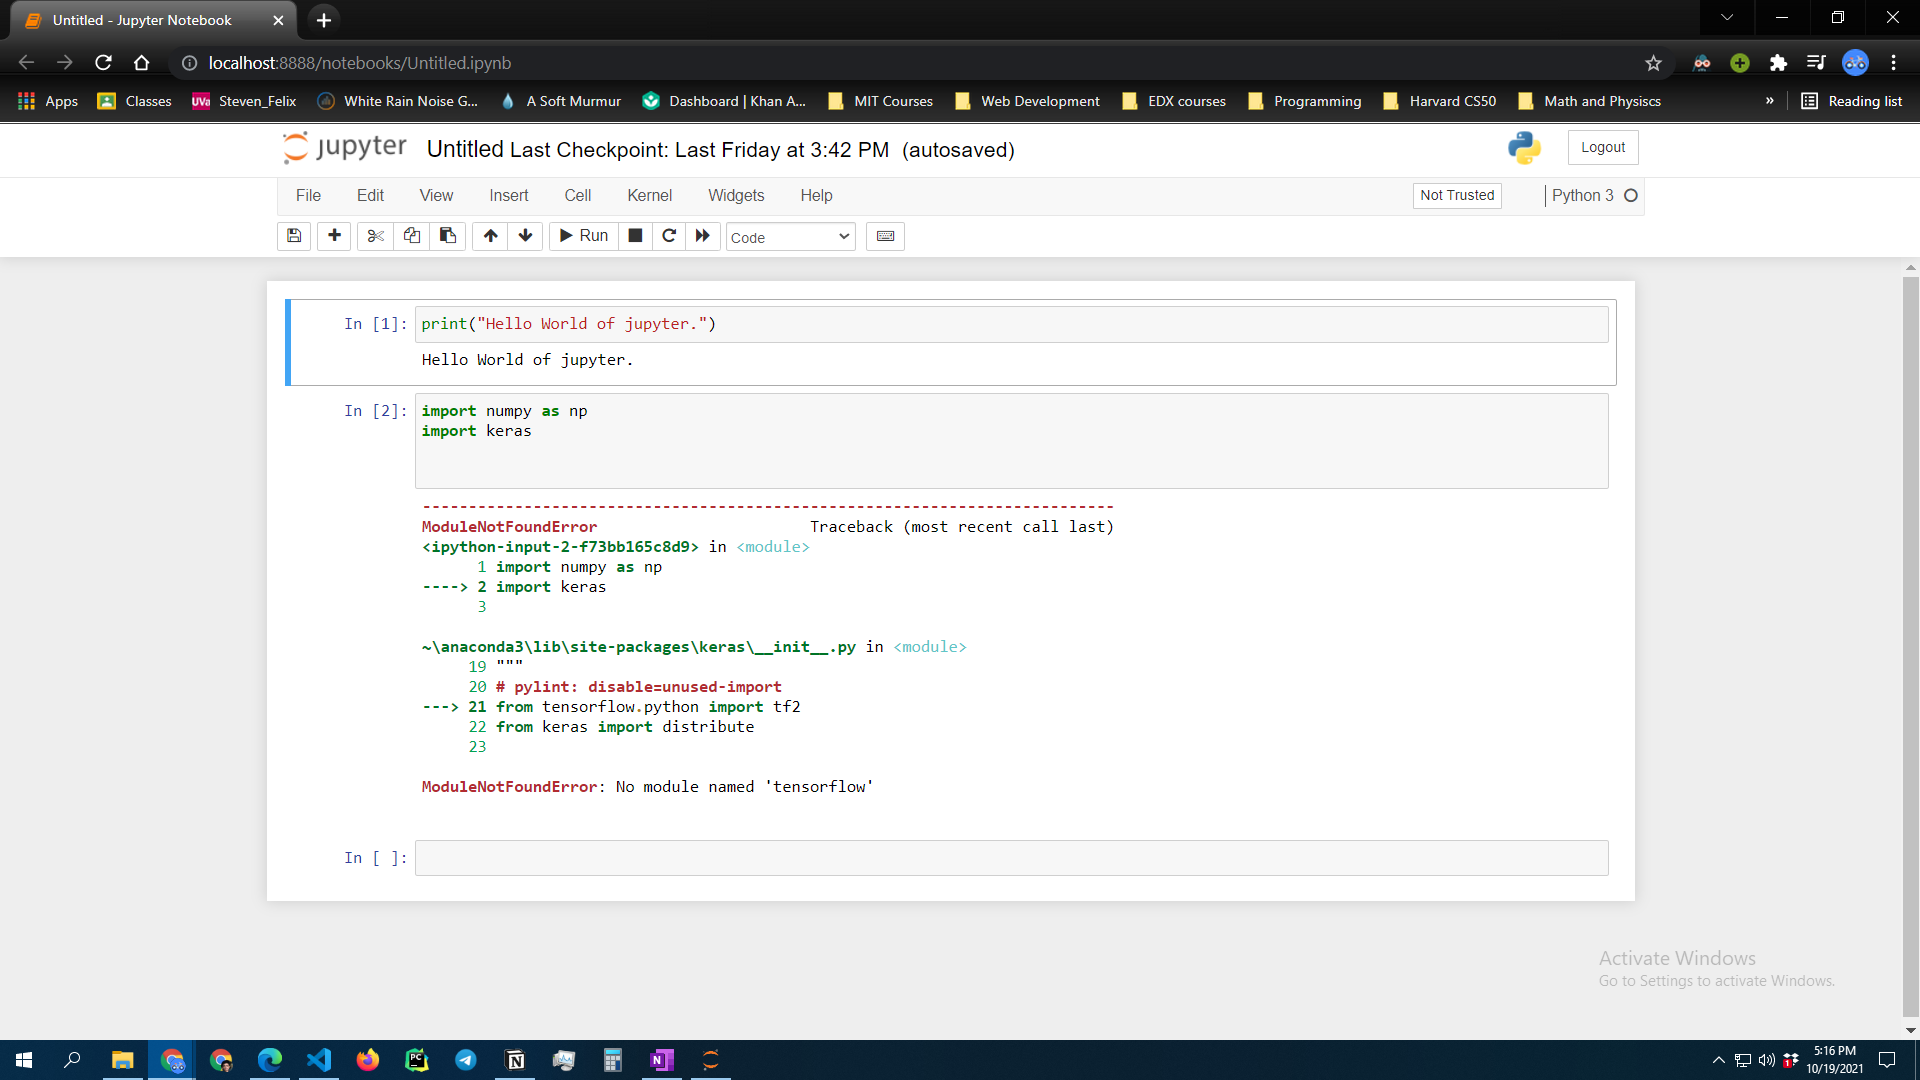 Untitled - Jupyter Notebook
localhost:8888/notebooks/Untitled.ipynb
Apps Classes UVa Steven_Felix White Rain Noise G... A Soft Murmur Dashboard | Khan A... MIT Courses Web Development EDX courses Programming Harvard CS50 Math and Physiscs » Reading list
jupyter Untitled Last Checkpoint: Last Friday at 3:42 PM (autosaved) Logout
File Edit View Insert Cell Kernel Widgets Help Not Trusted Python 3
Run Code
In [1]: print("Hello World of jupyter.")
Hello World of jupyter.
In [2]: import numpy as np
import keras
---------------------------------------------------------------------------
ModuleNotFoundError Traceback (most recent call last)
<ipython-input-2-f73bb165c8d9> in <module>
1 import numpy as np
----> 2 import keras
3
~\anaconda3\lib\site-packages\keras\__init__.py in <module>
19 """
20 # pylint: disable=unused-import
---> 21 from tensorflow.python import tf2
22 from keras import distribute
23
ModuleNotFoundError: No module named 'tensorflow'
In [ ]:
Activate Windows
Go to Settings to activate Windows.
5:16 PM
10/19/2021